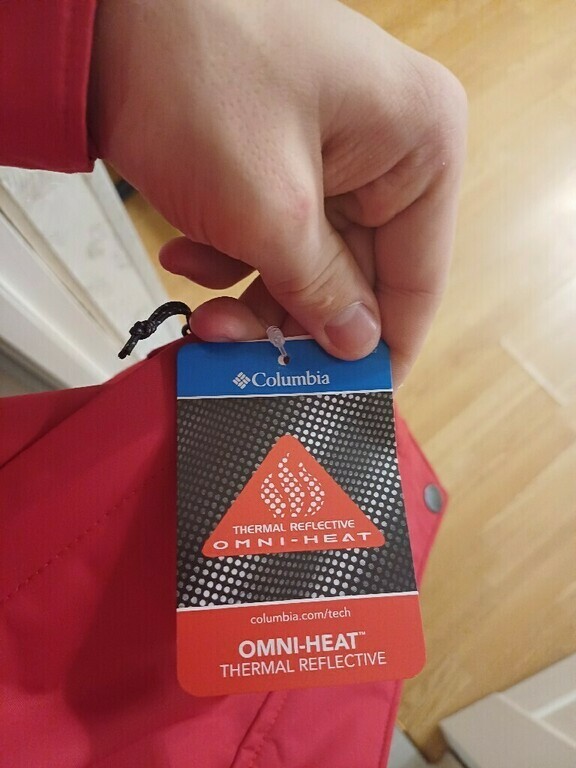 Columbia
THERMAL REFLECTIVE
OMNI-HEAT
columbia.com/tech
OMNI-HEAT™
THERMAL REFLECTIVE